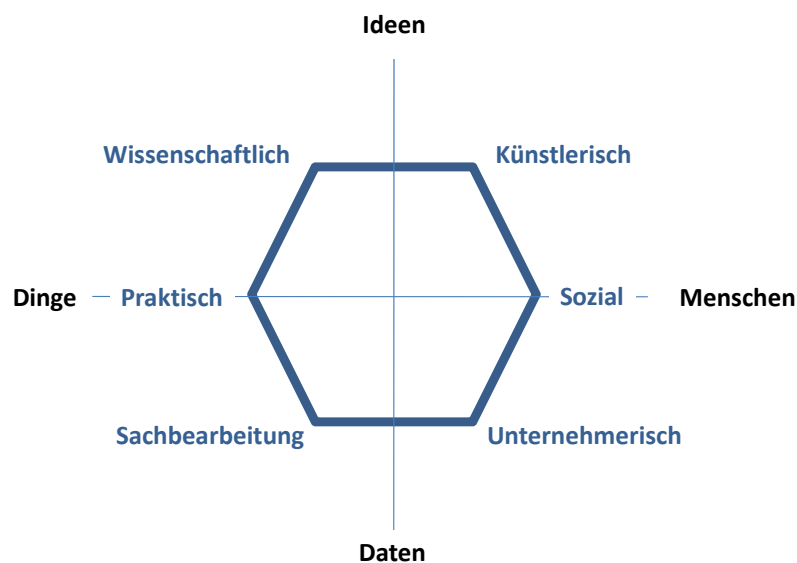 Ideen
Wissenschaftlich
Künstlerisch
Dinge
Praktisch
Sozial
Menschen
Sachbearbeitung
Unternehmerisch
Daten